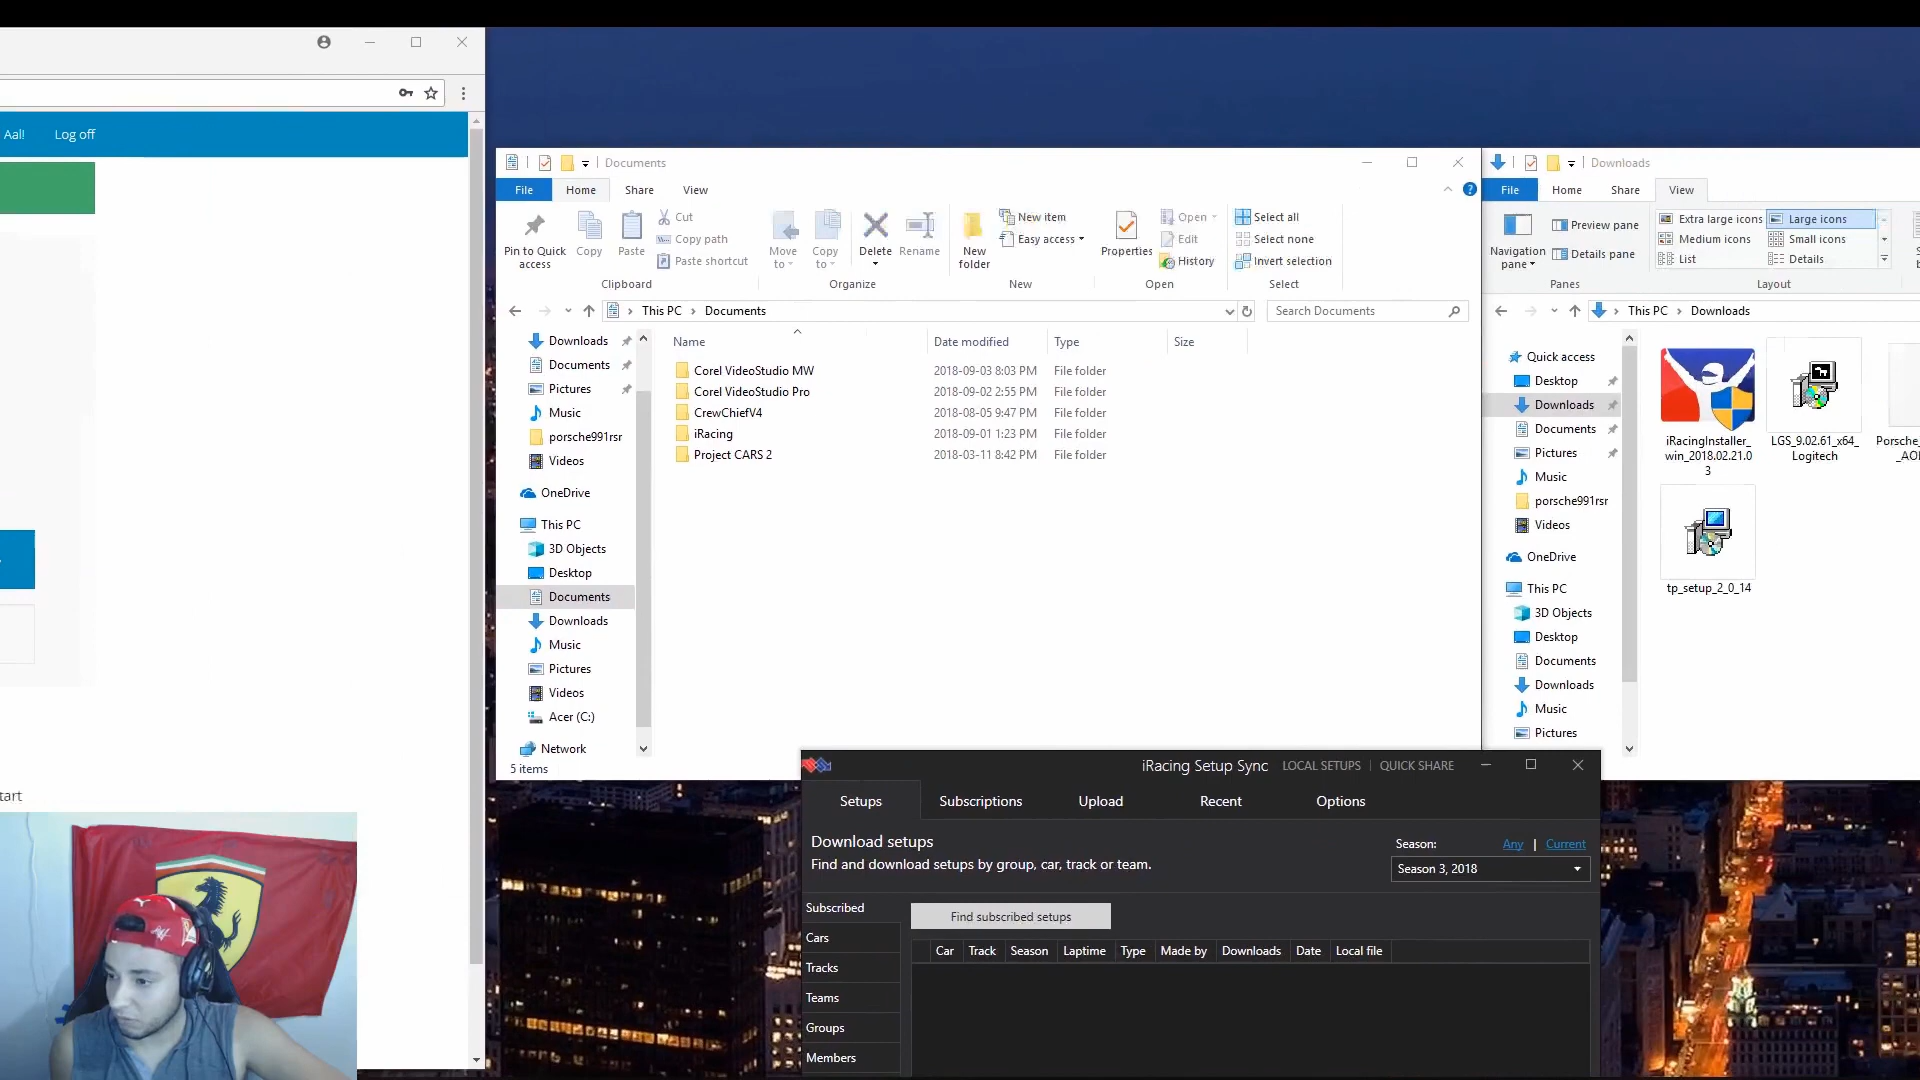 Aal!
Log off
tart
Documents
File
Home
Share
View
Pin to Quick
access
Copy
Paste
Cut
Copy path
Paste shortcut
Clipboard
Move
to
Copy
to
Delete
Rename
Organize
New
folder
New item
Easy access
New
Properties
Open
Edit
History
Open
Select all
Select none
Invert selection
Select
This PC
Documents
Search Documents
Downloads
Documents
Pictures
Music
porsche991rsr
Videos
OneDrive
This PC
3D Objects
Desktop
Documents
Downloads
Music
Pictures
Videos
Acer (C:)
Network
5 items
Name Date modified Type Size
Corel VideoStudio MW 2018-09-03 8:03 PM File folder
Corel VideoStudio Pro 2018-09-02 2:55 PM File folder
CrewChiefV4 2018-08-05 9:47 PM File folder
iRacing 2018-09-01 1:23 PM File folder
Project CARS 2 2018-03-11 8:42 PM File folder
Downloads
File
Home
Share
View
Navigation
pane
Preview pane
Details pane
Panes
Extra large icons
Large icons
Medium icons
Small icons
List
Details
Layout
This PC
Downloads
Quick access
Desktop
Downloads
Documents
Pictures
Music
porsche991rsr
Videos
OneDrive
This PC
3D Objects
Desktop
Documents
Downloads
Music
Pictures
iRacingInstaller_
win_2018.02.21.0
3
LGS_9.02.61_x64_
Logitech
Porsche_
_AOI
tp_setup_2_0_14
iRacing Setup Sync
LOCAL SETUPS
QUICK SHARE
Setups
Subscriptions
Upload
Recent
Options
Download setups
Find and download setups by group, car, track or team.
Season:
Any | Current
Season 3, 2018
Subscribed
Cars
Tracks
Teams
Groups
Members
Find subscribed setups
Car Track Season Laptime Type Made by Downloads Date Local file